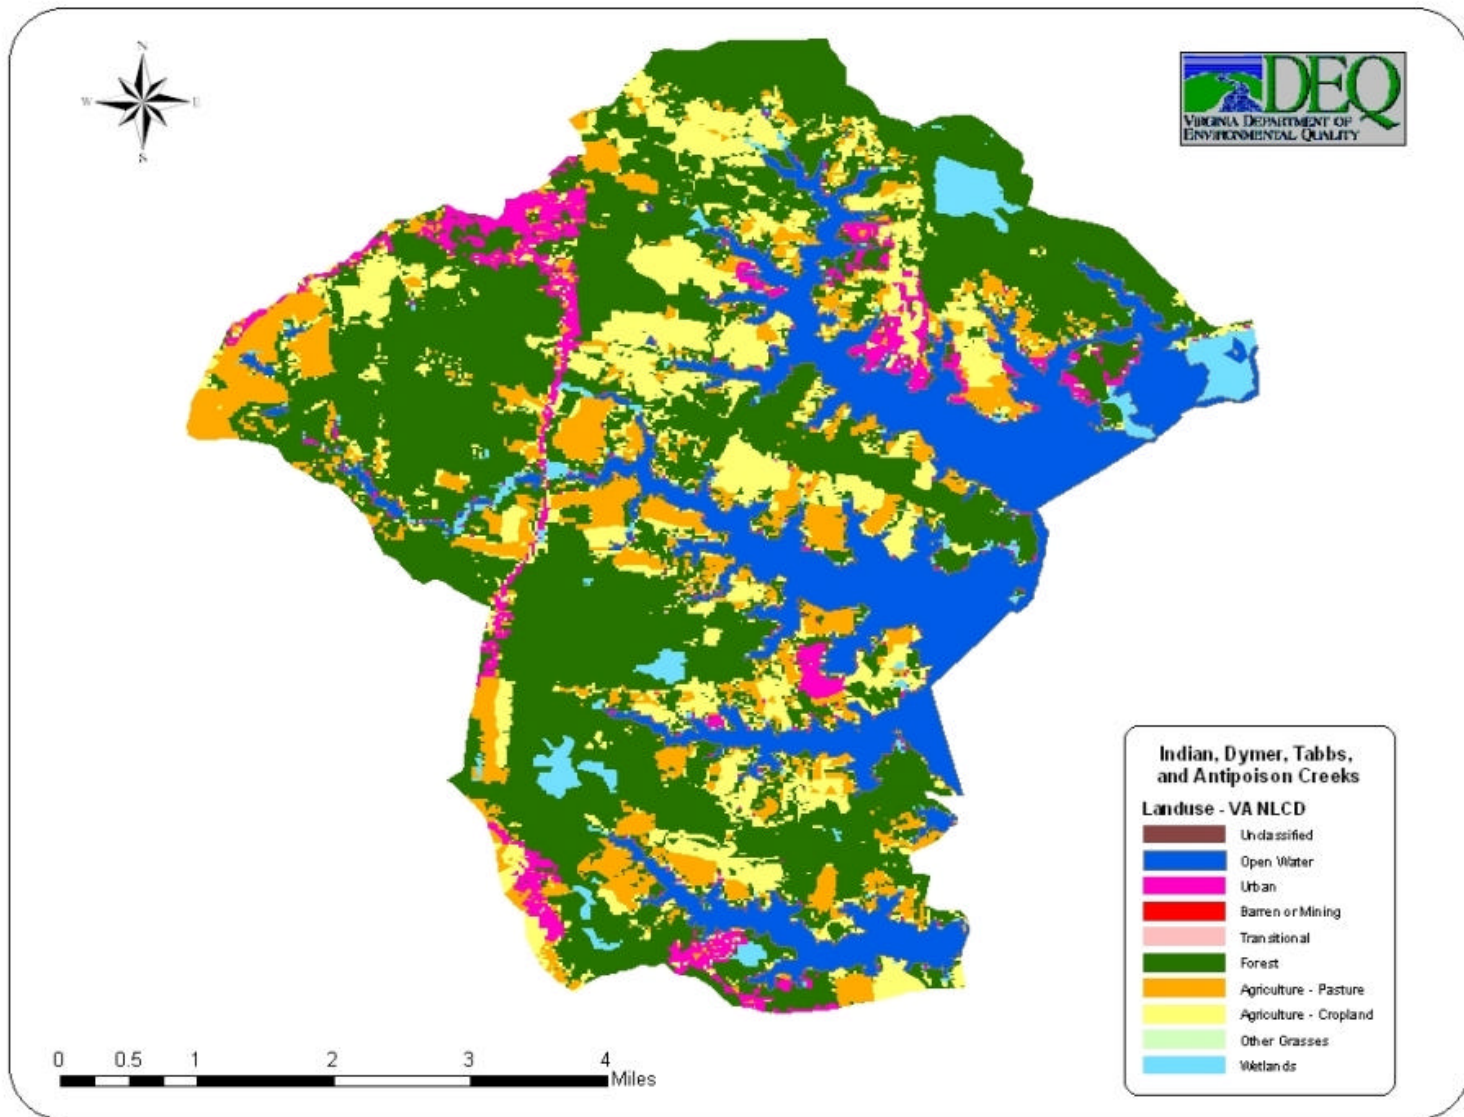 N
W
E
S
DEQ
VIRGINIA DEPARTMENT OF
ENVIRONMENTAL QUALITY
Indian, Dymer, Tabbs,
and Antipoison Creeks
Landuse - VA NLCD
Unclassified
Open Water
Urban
Barren or Mining
Transitional
Forest
Agriculture - Pasture
Agriculture - Cropland
Other Grasses
Wetlands
0 0.5 1 2 3 4
Miles